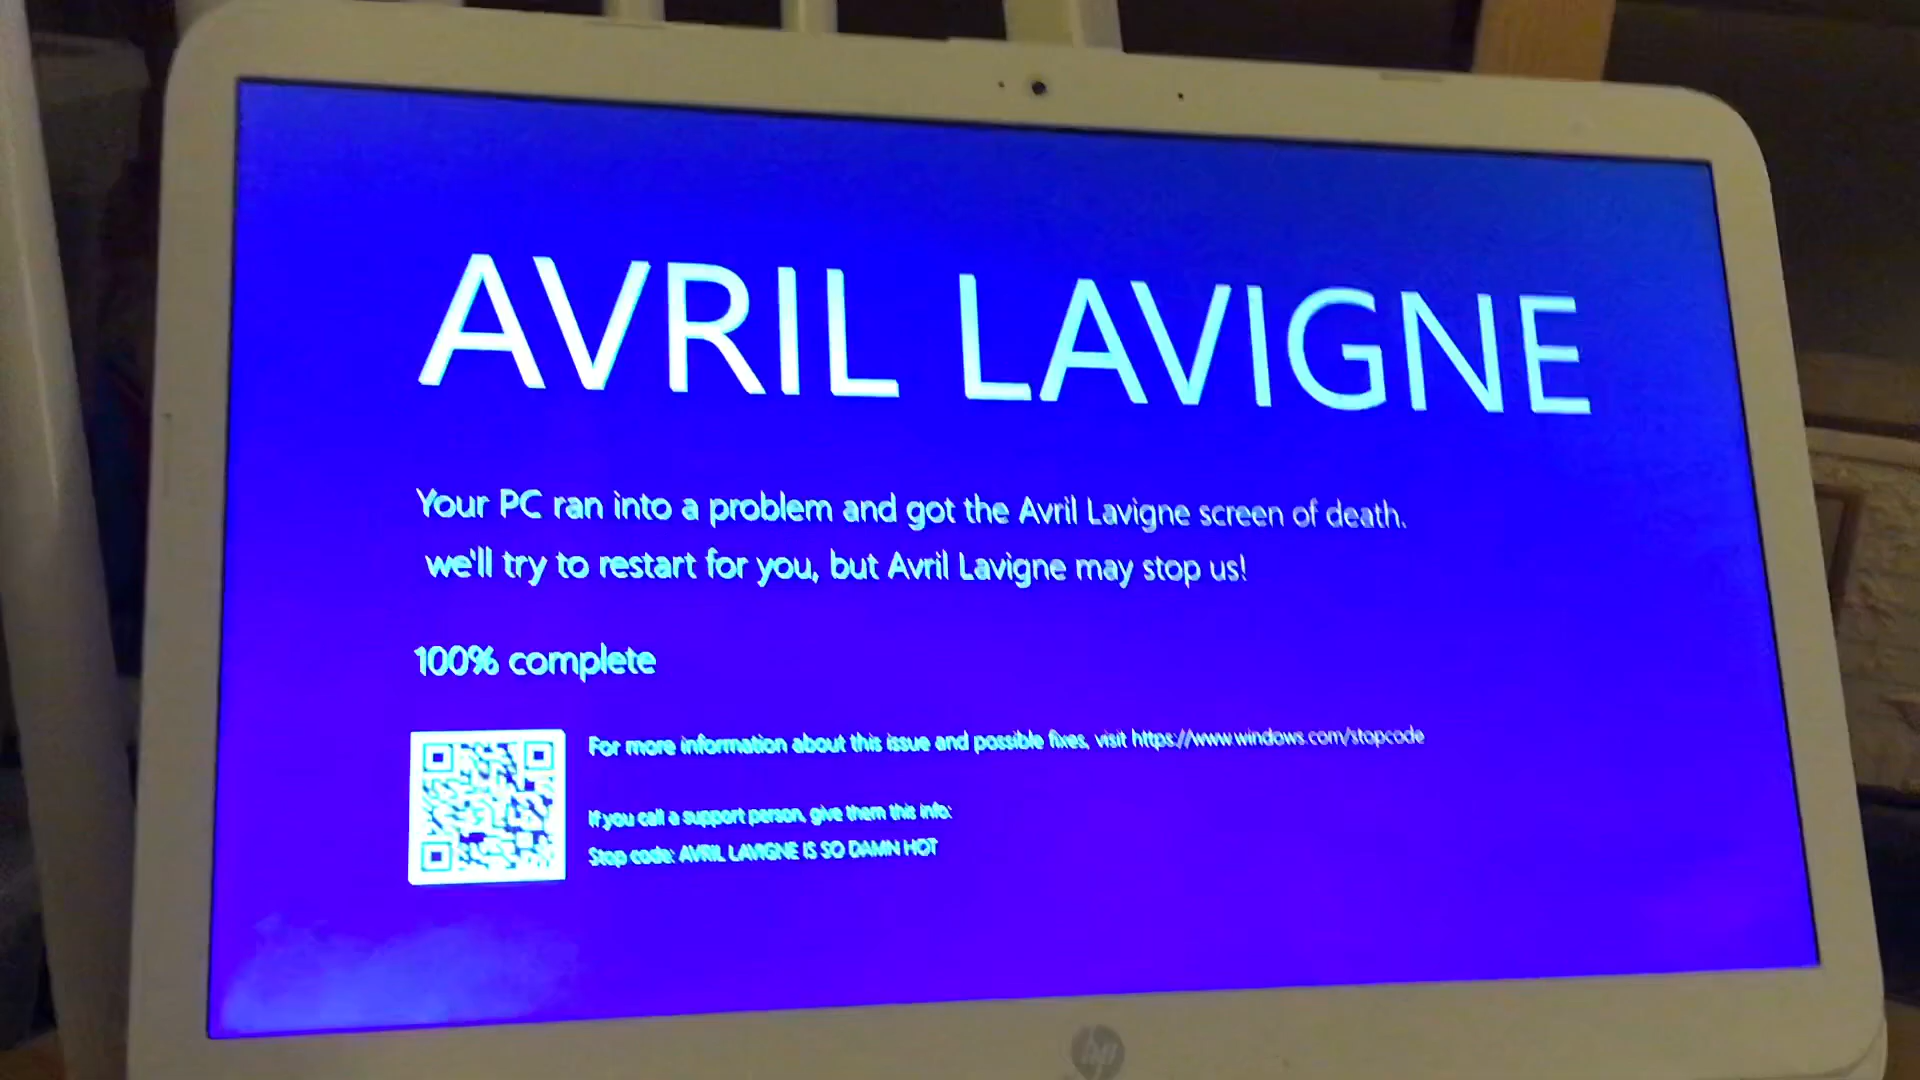 AVRIL LAVIGNE
Your PC ran into a problem and got the Avril Lavigne screen of death.
we'll try to restart for you, but Avril Lavigne may stop us!
100% complete
For more information about this issue and possible fixes, visit https://www.windows.com/stopcode
If you call a support person, give them this info:
Stop code: AVRIL LAVIGNE IS SO DAMN HOT
hp